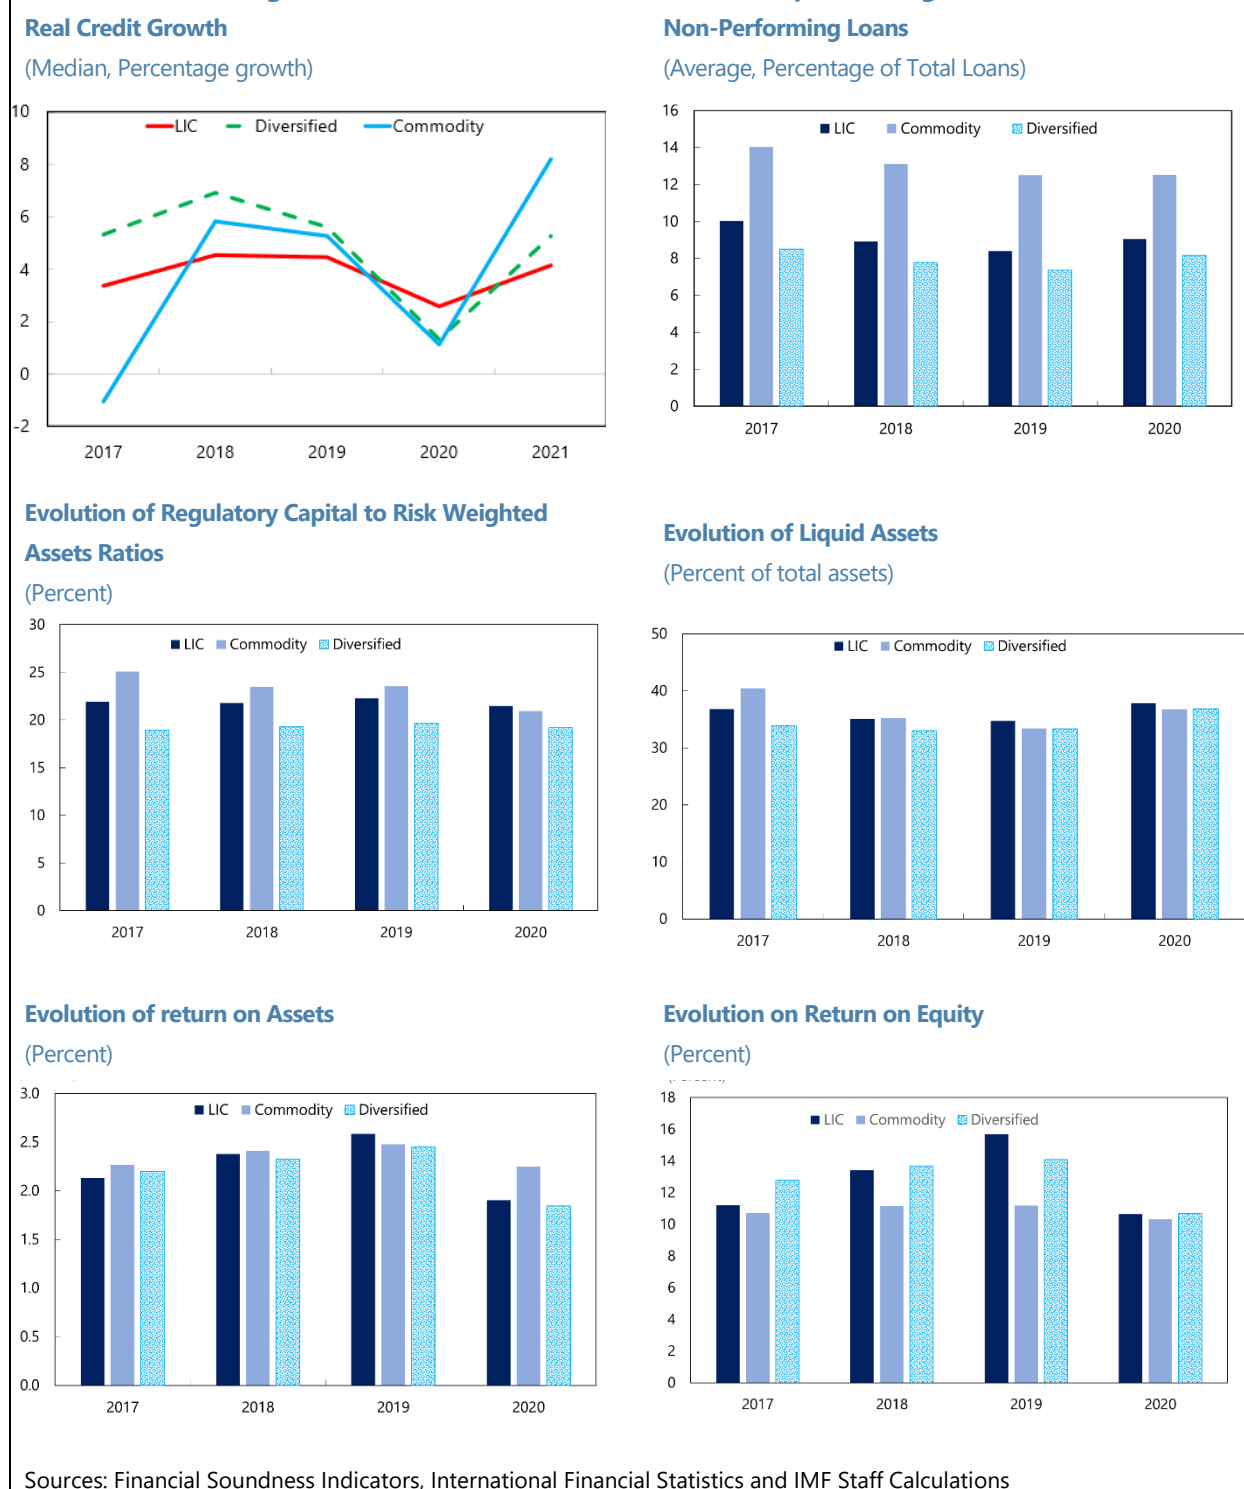 Real Credit Growth
(Median, Percentage growth)
10
8
6
4
2
0
-2
LIC Diversified Commodity
2017 2018 2019 2020 2021
Non-Performing Loans
(Average, Percentage of Total Loans)
16
14
12
10
8
6
4
2
0
LIC Commodity Diversified
2017 2018 2019 2020
Evolution of Regulatory Capital to Risk Weighted
Assets Ratios
(Percent)
30
25
20
15
10
5
0
LIC Commodity Diversified
2017 2018 2019 2020
Evolution of Liquid Assets
(Percent of total assets)
50
40
30
20
10
0
LIC Commodity Diversified
2017 2018 2019 2020
Evolution of return on Assets
(Percent)
3.0
2.5
2.0
1.5
1.0
0.5
0.0
LIC Commodity Diversified
2017 2018 2019 2020
Evolution on Return on Equity
(Percent)
(Percent)
18
16
14
12
10
8
6
4
2
0
LIC Commodity Diversified
2017 2018 2019 2020
Sources: Financial Soundness Indicators, International Financial Statistics and IMF Staff Calculations